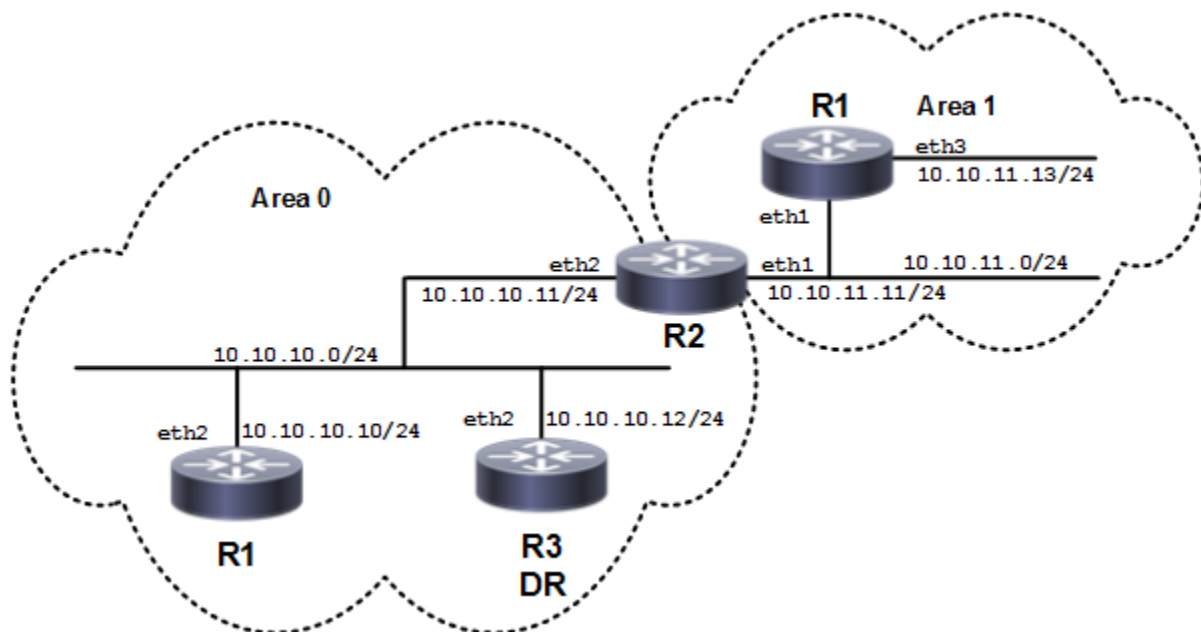 R1
Area 1
eth3
10.10.11.13/24
Area 0
eth1
eth2
eth1
10.10.11.0/24
10.10.10.11/24
10.10.11.11/24
R2
10.10.10.0/24
eth2
10.10.10.10/24
eth2
10.10.10.12/24
R1
R3
DR